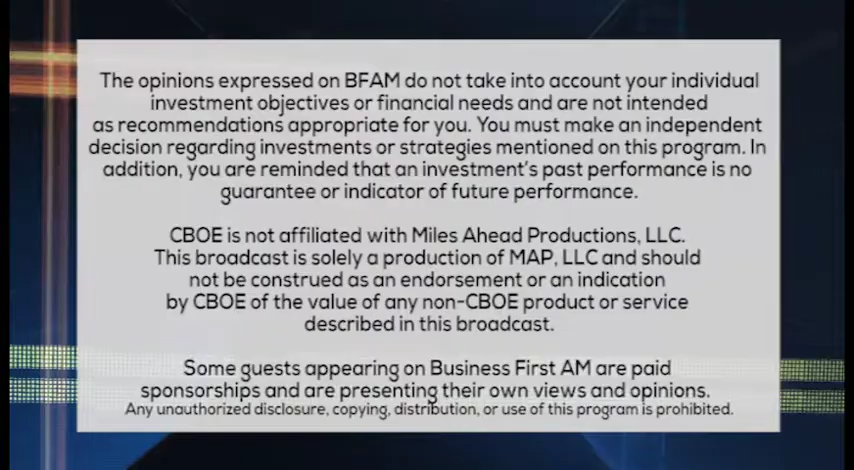 The opinions expressed on BFAM do not take into account your individual
investment objectives or financial needs and are not intended
as recommendations appropriate for you. You must make an independent
decision regarding investments or strategies mentioned on this program. In
addition, you are reminded that an investment's past performance is no
guarantee or indicator of future performance.
CBOE is not affiliated with Miles Ahead Productions, LLC.
This broadcast is solely a production of MAP, LLC and should
not be construed as an endorsement or an indication
by CBOE of the value of any non-CBOE product or service
described in this broadcast.
Some guests appearing on Business First AM are paid
sponsorships and are presenting their own views and opinions.
Any unauthorized disclosure, copying, distribution, or use of this program is prohibited.